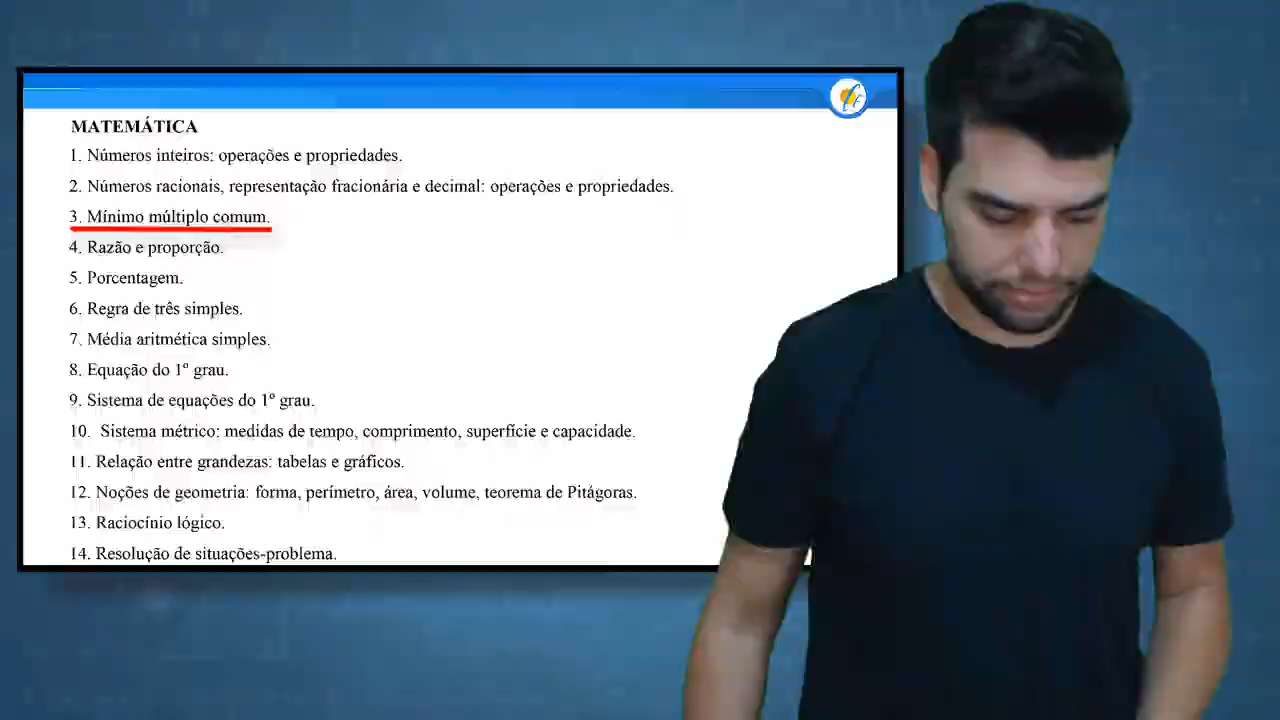 MATEMÁTICA
1. Números inteiros: operações e propriedades.
2. Números racionais, representação fracionária e decimal: operações e propriedades.
3. Mínimo múltiplo comum.
4. Razão e proporção.
5. Porcentagem.
6. Regra de três simples.
7. Média aritmética simples.
8. Equação do 1º grau.
9. Sistema de equações do 1º grau.
10. Sistema métrico: medidas de tempo, comprimento, superfície e capacidade.
11. Relação entre grandezas: tabelas e gráficos.
12. Noções de geometria: forma, perímetro, área, volume, teorema de Pitágoras.
13. Raciocínio lógico.
14. Resolução de situações-problema.